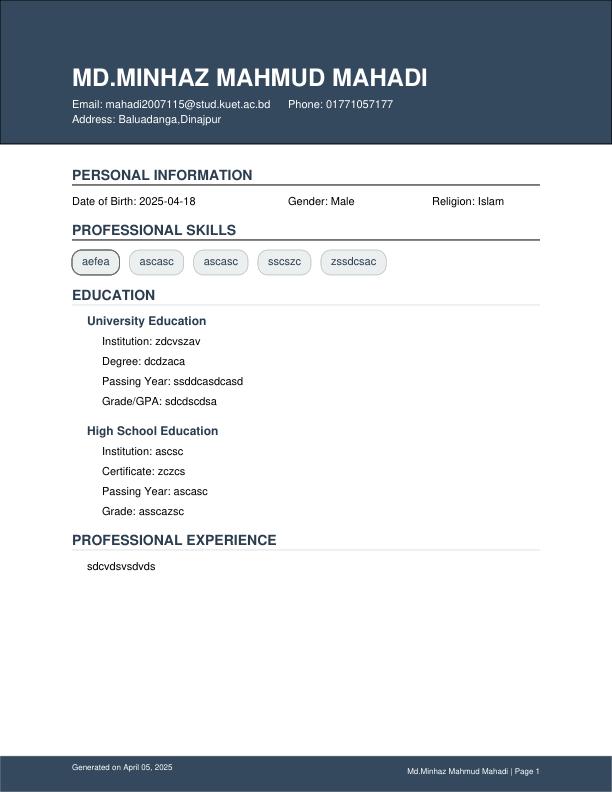 MD.MINHAZ MAHMUD MAHADI
Email: mahadi2007115@stud.kuet.ac.bd Phone: 01771057177
Address: Baluadanga,Dinajpur
PERSONAL INFORMATION
Date of Birth: 2025-04-18 Gender: Male Religion: Islam
PROFESSIONAL SKILLS
aefea ascasc ascasc sscszc zssdcsac
EDUCATION
University Education
Institution: zdcvszav
Degree: dcdzaca
Passing Year: ssddcasdcasd
Grade/GPA: sdcdscdsa
High School Education
Institution: ascsc
Certificate: zczcs
Passing Year: ascasc
Grade: asscazsc
PROFESSIONAL EXPERIENCE
sdcvdsvsdvds
Generated on April 05, 2025
Md.Minhaz Mahmud Mahadi | Page 1